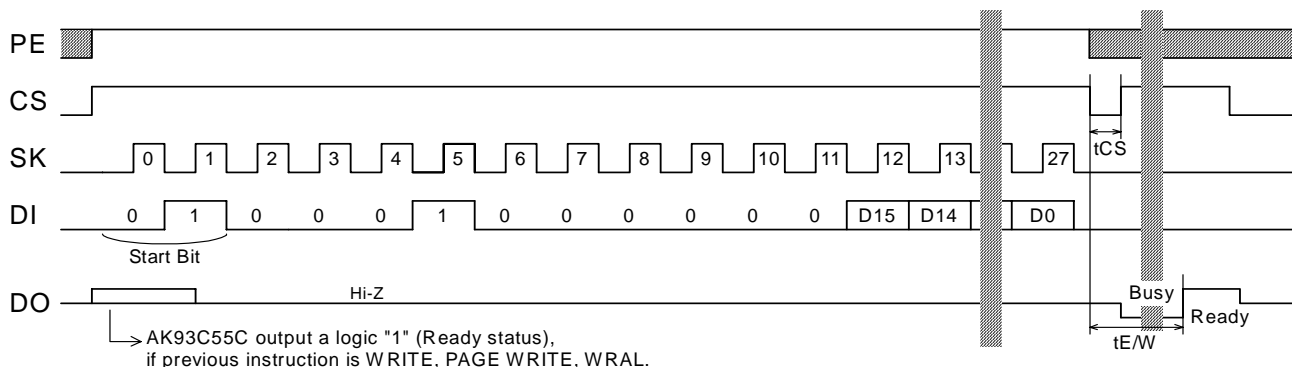 PE
CS
tCS
SK 0 1 2 3 4 5 6 7 8 9 10 11 12 13 27
DI 0 1 0 0 0 1 0 0 0 0 0 0 D15 D14 D0
Start Bit
DO Hi-Z Busy Ready
tE/W
AK93C55C output a logic "1" (Ready status),
if previous instruction is WRITE, PAGE WRITE, WRAL.